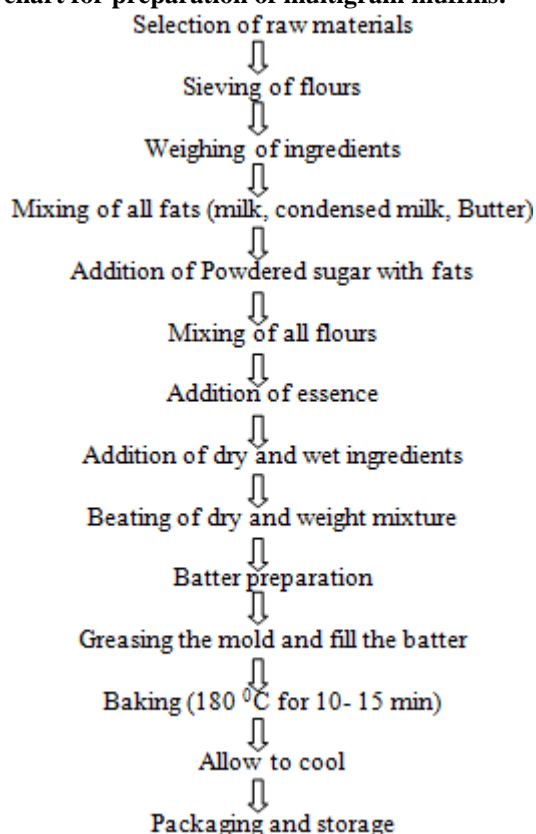 chart for preparation of multigrain muffins.
Selection of raw materials
Sieving of flours
Weighing of ingredients
Mixing of all fats (milk, condensed milk, Butter)
Addition of Powdered sugar with fats
Mixing of all flours
Addition of essence
Addition of dry and wet ingredients
Beating of dry and weight mixture
Batter preparation
Greasing the mold and fill the batter
Baking (180 ⁰C for 10- 15 min)
Allow to cool
Packaging and storage